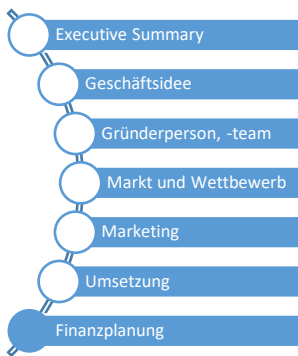 Executive Summary
Geschäftsidee
Gründerperson, -team
Markt und Wettbewerb
Marketing
Umsetzung
Finanzplanung